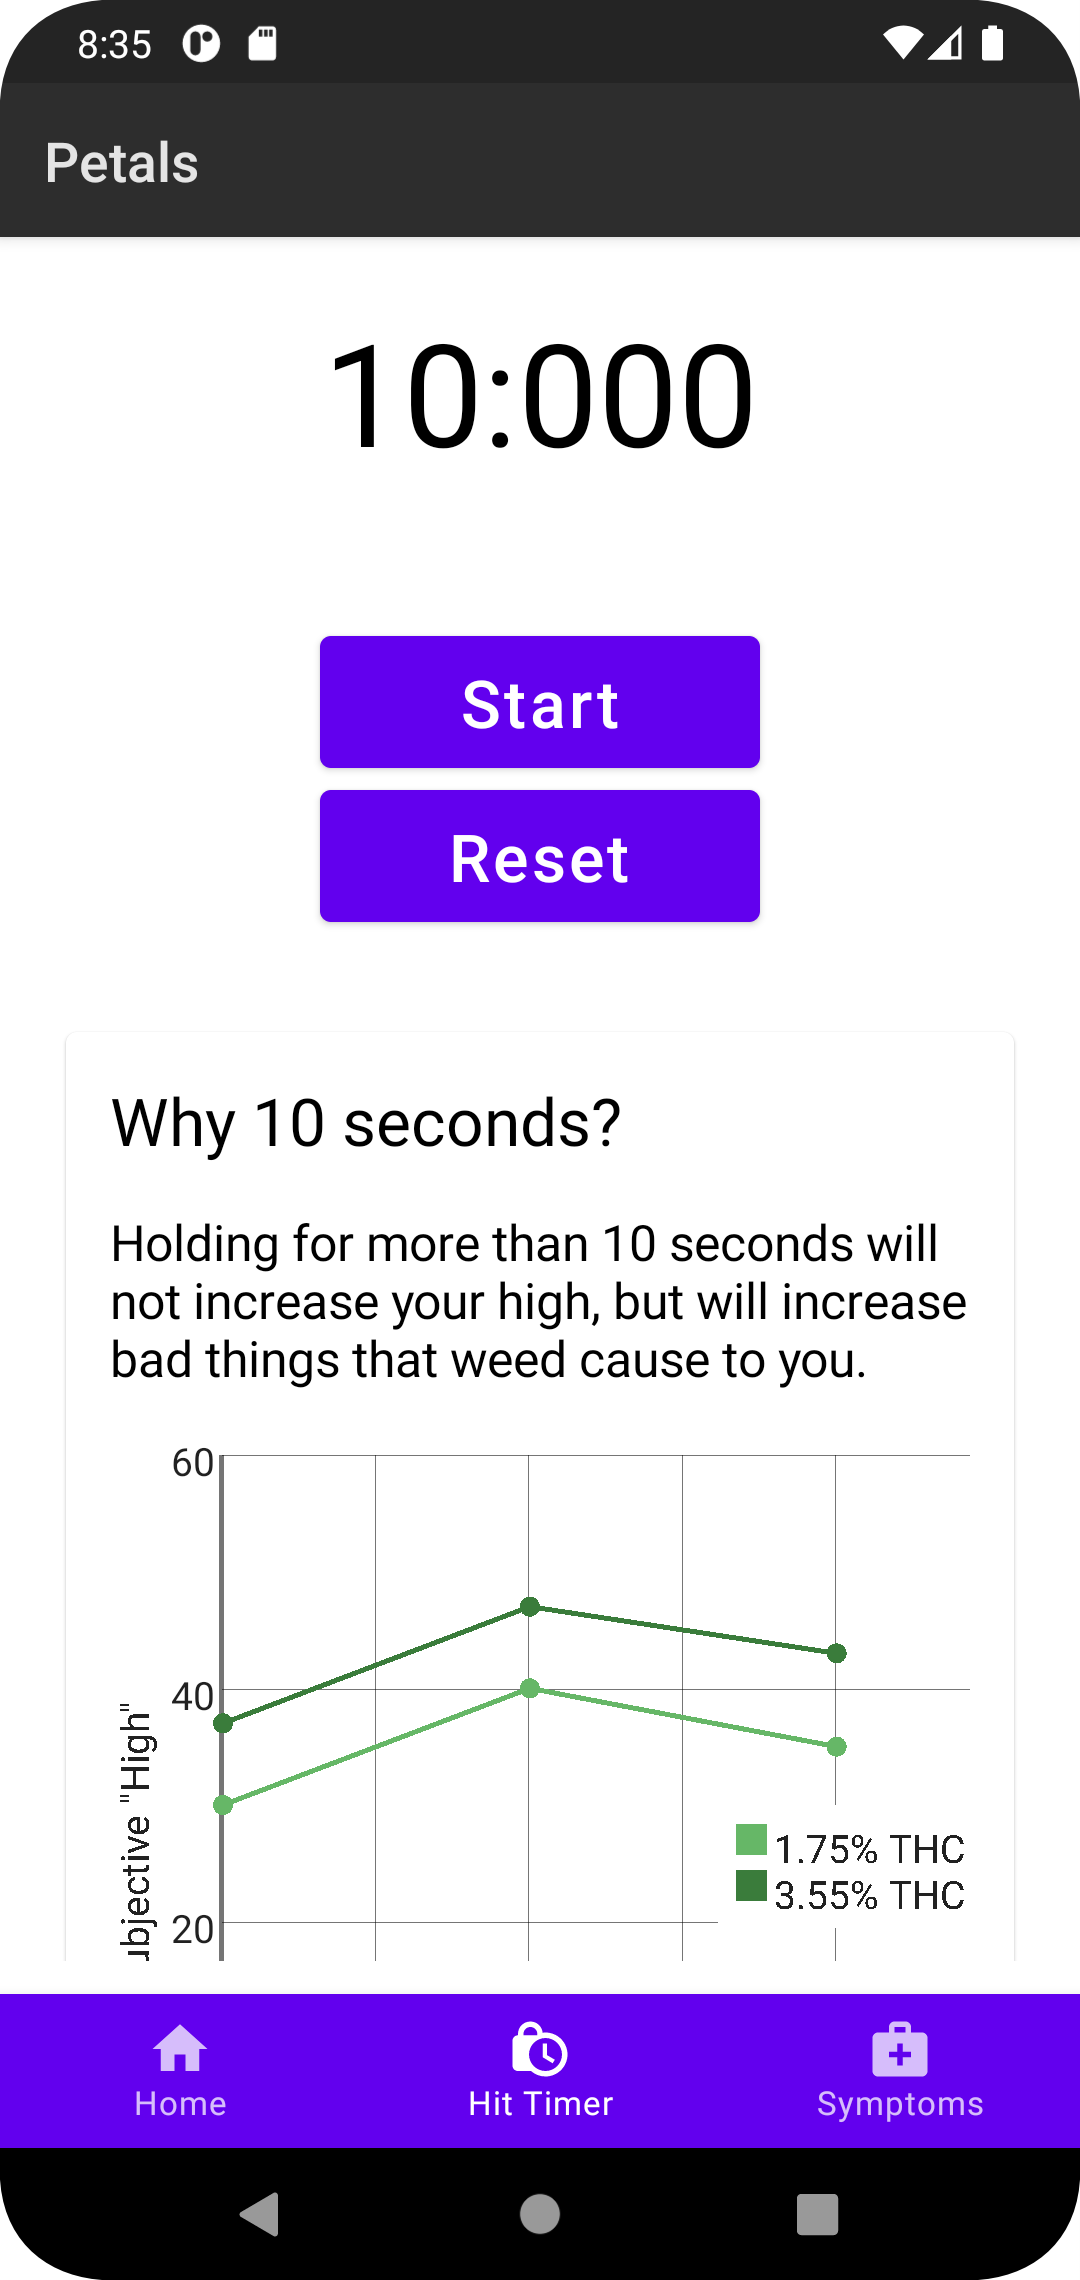 8:35
Petals
10:000
Start
Reset
Why 10 seconds?
Holding for more than 10 seconds will
not increase your high, but will increase
bad things that weed cause to you.
60
40
20
"High"
1.75% THC
3.55% THC
Home
Hit Timer
Symptoms